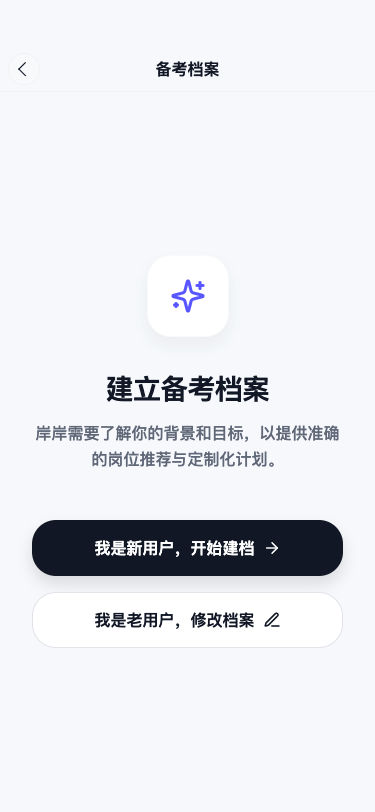 备考档案
建立备考档案
岸岸需要了解你的背景和目标，以提供准确
的岗位推荐与定制化计划。
我是新用户，开始建档
我是老用户，修改档案